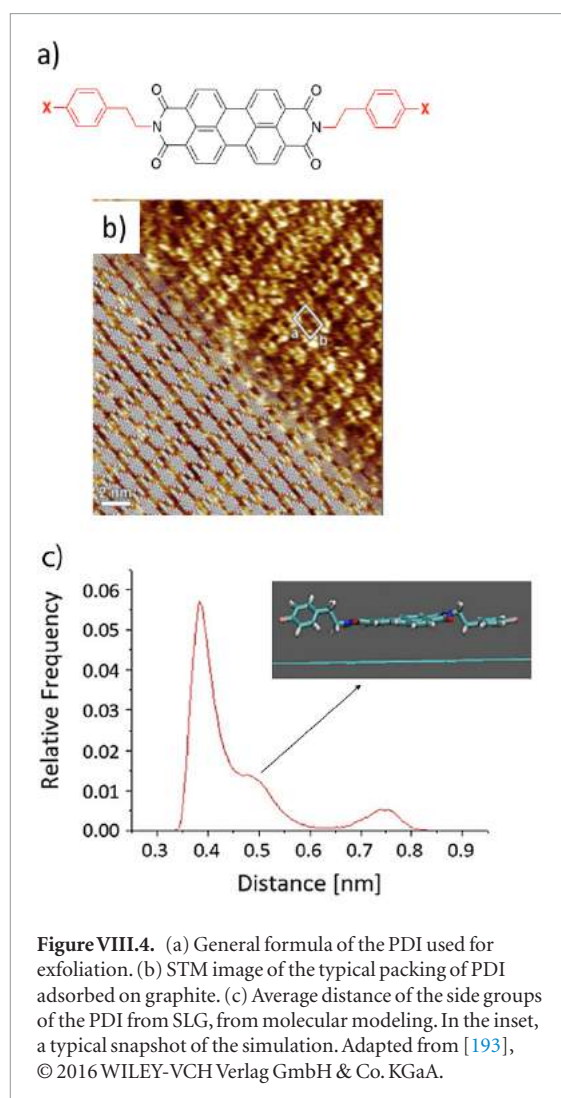 a)
X
O
O
N
N
O
O
X
b)
a
b
2 nm
c)
Relative Frequency
0.06
0.05
0.04
0.03
0.02
0.01
0.00
0.3 0.4 0.5 0.6 0.7 0.8 0.9
Distance [nm]
Figure VIII.4. (a) General formula of the PDI used for
exfoliation. (b) STM image of the typical packing of PDI
adsorbed on graphite. (c) Average distance of the side groups
of the PDI from SLG, from molecular modeling. In the inset,
a typical snapshot of the simulation. Adapted from [193],
© 2016 WILEY-VCH Verlag GmbH & Co. KGaA.